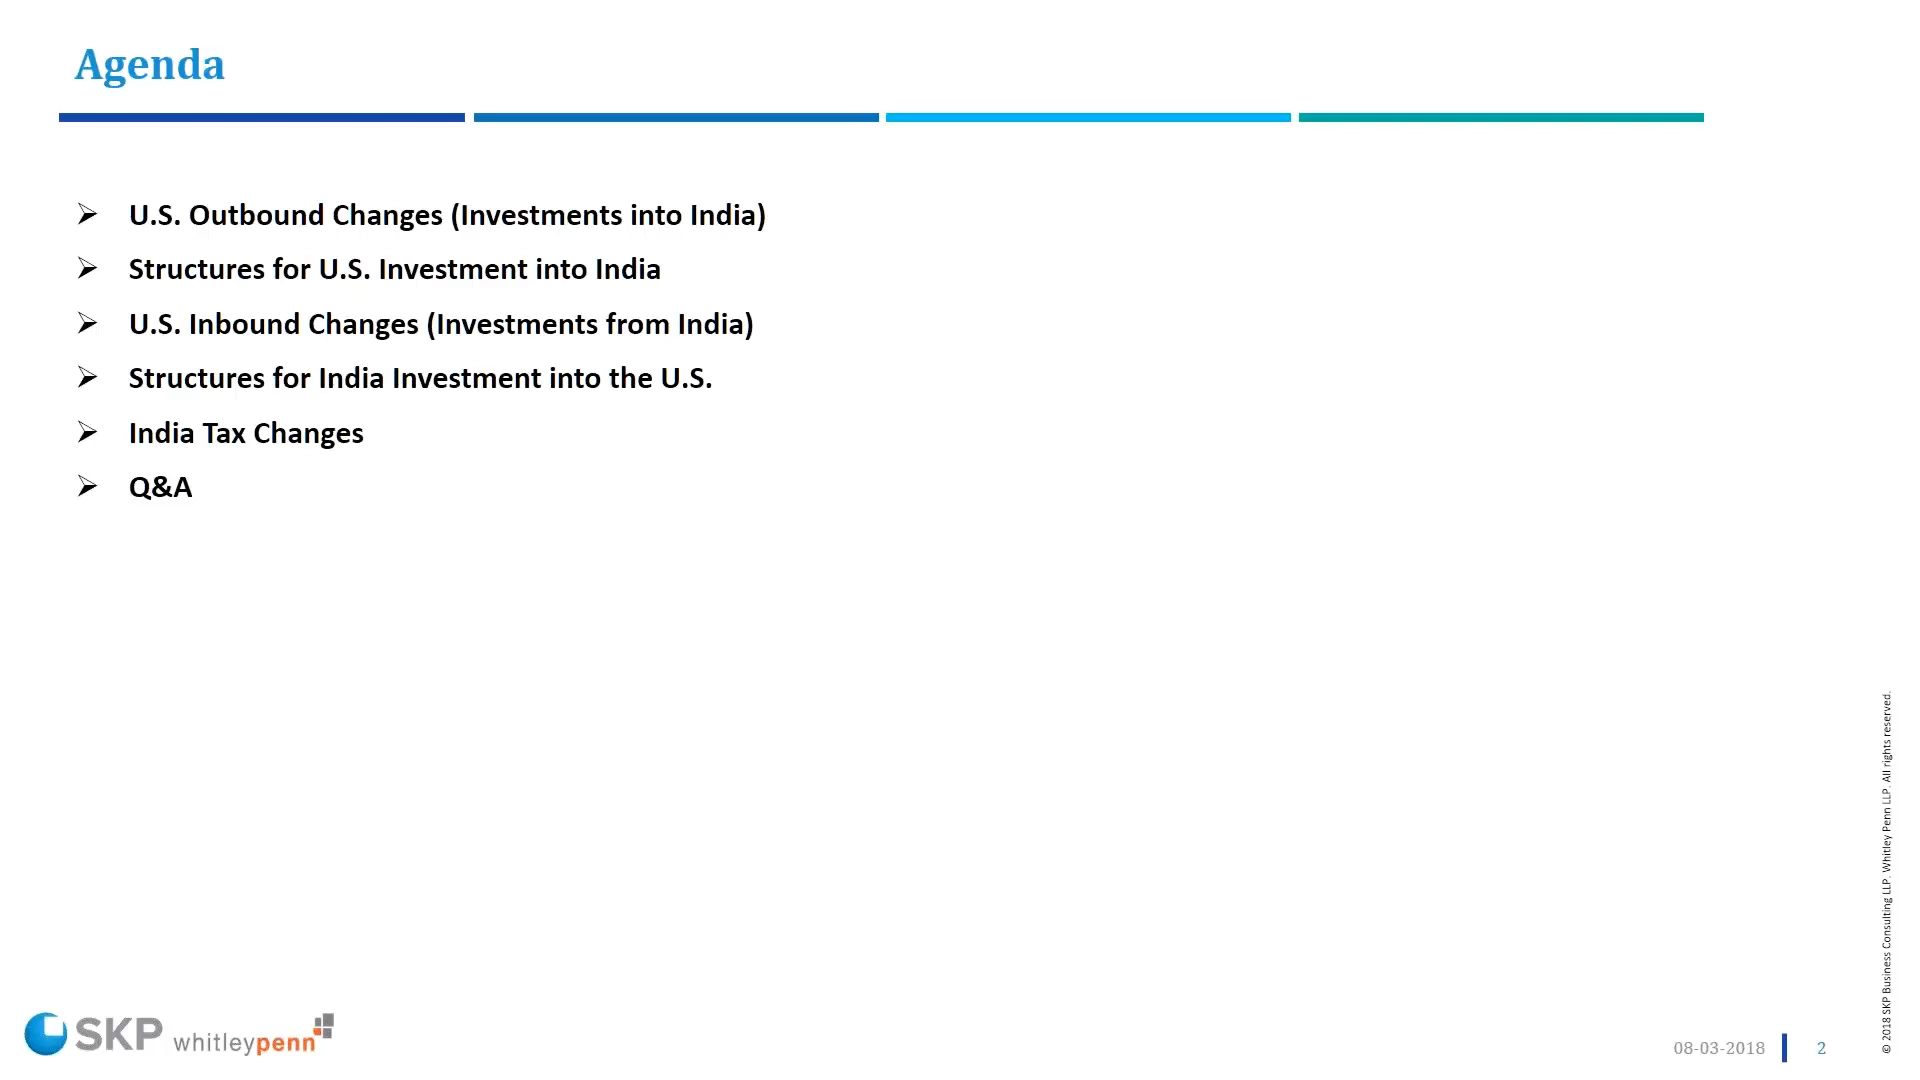 Agenda
U.S. Outbound Changes (Investments into India)
Structures for U.S. Investment into India
U.S. Inbound Changes (Investments from India)
Structures for India Investment into the U.S.
India Tax Changes
Q&A
© 2018 SKP Business Consulting LLP. Whitley Penn LLP. All rights reserved.
SKP whitleypenn
08-03-2018 2